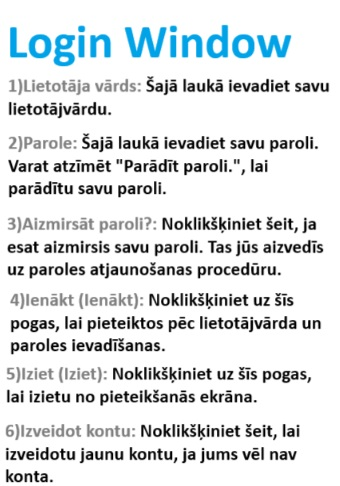 Login Window
1)Lietotāja vārds: Šajā laukā ievadiet savu
lietotājvārdu.
2)Parole: Šajā laukā ievadiet savu paroli.
Varat atzīmēt "Parādīt paroli.", lai
parādītu savu paroli.
3)Aizmirsāt paroli?: Noklikšķiniet šeit, ja
esat aizmirsis savu paroli. Tas jūs aizvedīs
uz paroles atjaunošanas procedūru.
4)Ienākt (Ienākt): Noklikšķiniet uz šīs
pogas, lai pieteiktos pēc lietotājvārda un
paroles ievadīšanas.
5)Iziet (Iziet): Noklikšķiniet uz šīs pogas,
lai izietu no pieteikšanās ekrāna.
6)Izveidot kontu: Noklikšķiniet šeit, lai
izveidotu jaunu kontu, ja jums vēl nav
konta.